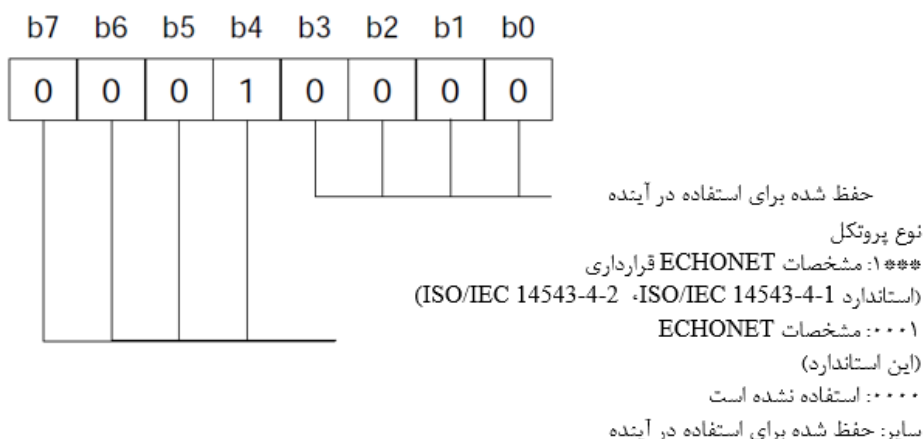 b7 b6 b5 b4 b3 b2 b1 b0
0 0 0 1 0 0 0 0
حفظ شده برای استفاده در آینده
نوع پروتکل
۱***: مشخصات ECHONET قرارداری
(استاندارد ISO/IEC 14543-4-1، ISO/IEC 14543-4-2)
۰۰۰۱: مشخصات ECHONET
(این استاندارد)
۰۰۰۰: استفاده نشده است
سایر: حفظ شده برای استفاده در آینده